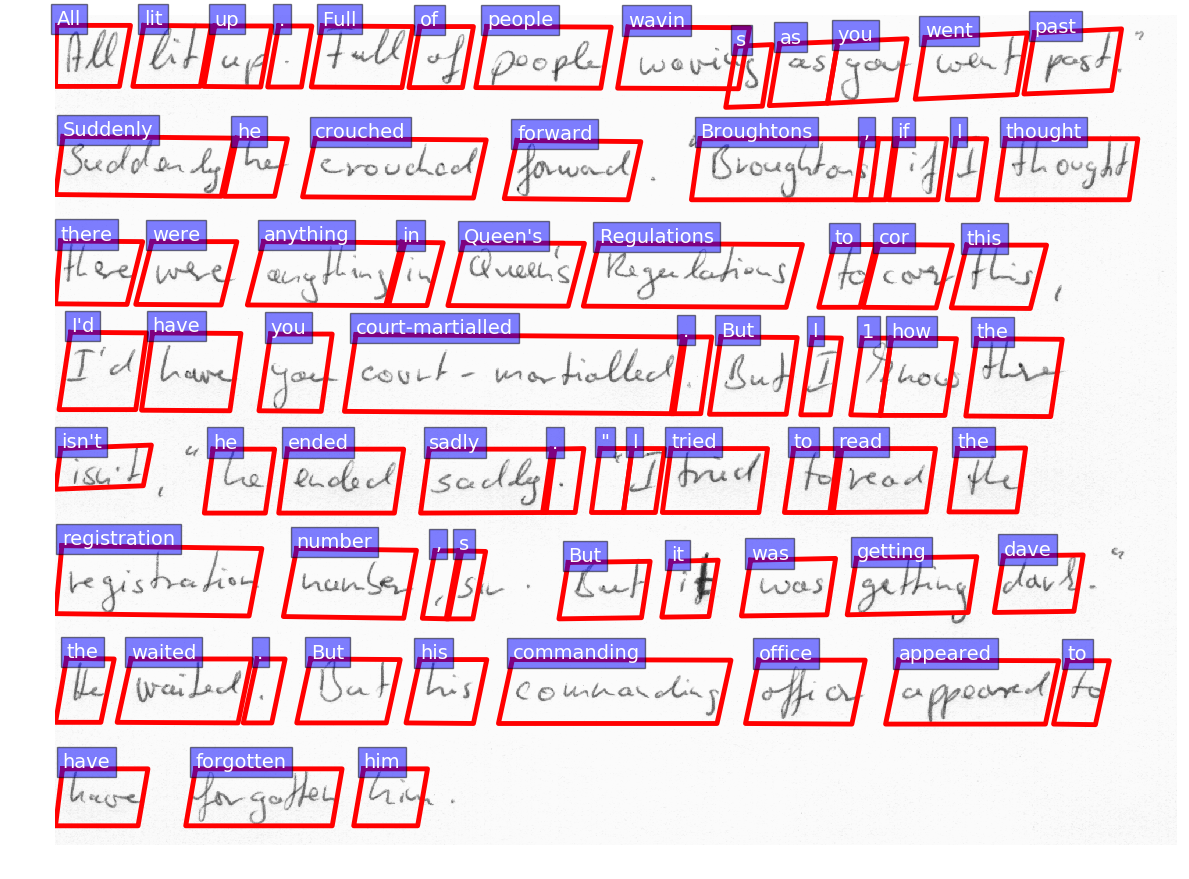 All lit up . Full of people wavin s as you went past
All lit up. Full of people waving as you went past."
Suddenly he crouched forward Broughtons , if I thought
Suddenly he crouched forward. "Broughton, if I thought
there were anything in Queen's Regulations to cor this
there were anything in Queen's Regulations to cover this,
I'd have you court-martialled . But I 1 how the
I'd have you court-martialled. But I know there
isn't he ended sadly . " I tried to read the
isn't," he ended sadly. "I tried to read the
registration number , s But it was getting dave
registration number, sir. But it was getting dark."
the waited . But his commanding office appeared to
He waited. But his commanding officer appeared to
have forgotten him
have forgotten him.